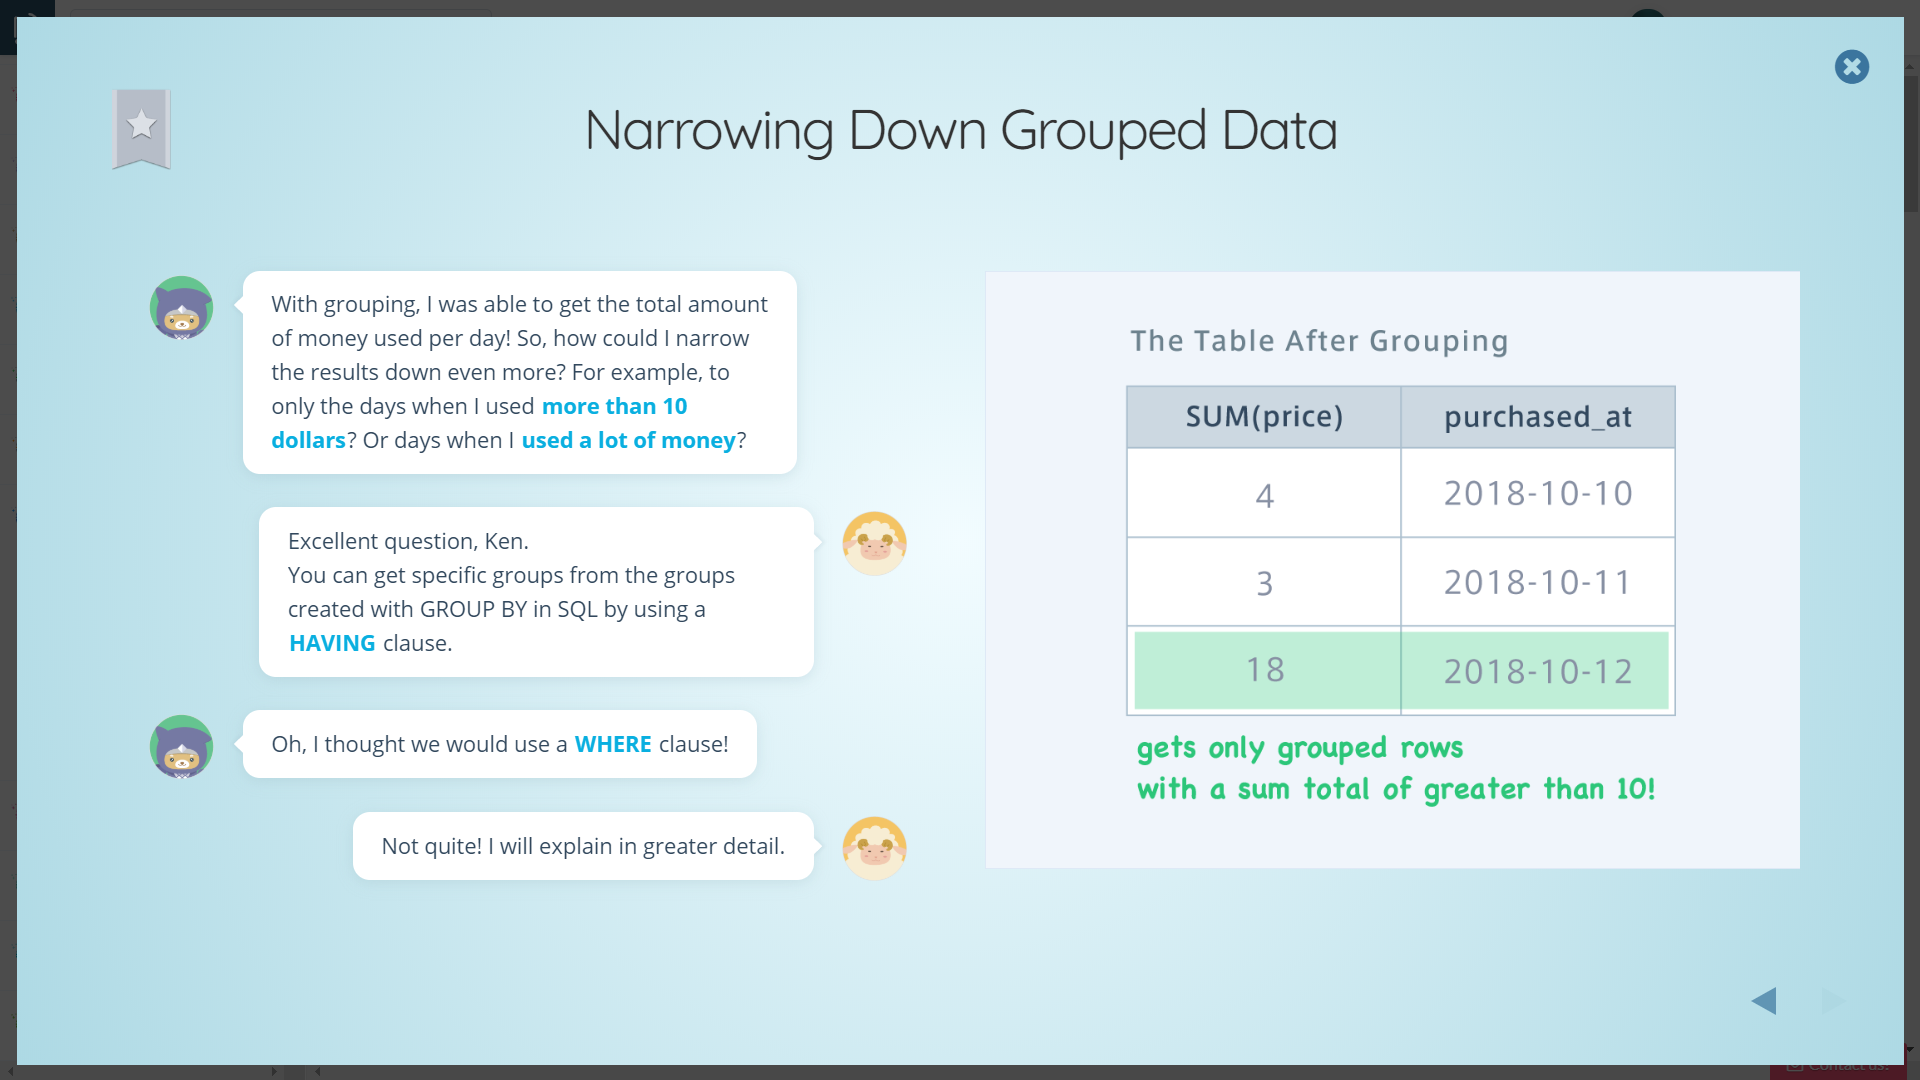 Narrowing Down Grouped Data
With grouping, I was able to get the total amount
of money used per day! So, how could I narrow
the results down even more? For example, to
only the days when I used more than 10
dollars? Or days when I used a lot of money?
Excellent question, Ken.
You can get specific groups from the groups
created with GROUP BY in SQL by using a
HAVING clause.
Oh, I thought we would use a WHERE clause!
Not quite! I will explain in greater detail.
The Table After Grouping
SUM(price) purchased_at
4 2018-10-10
3 2018-10-11
18 2018-10-12
gets only grouped rows
with a sum total of greater than 10!
Contact us!